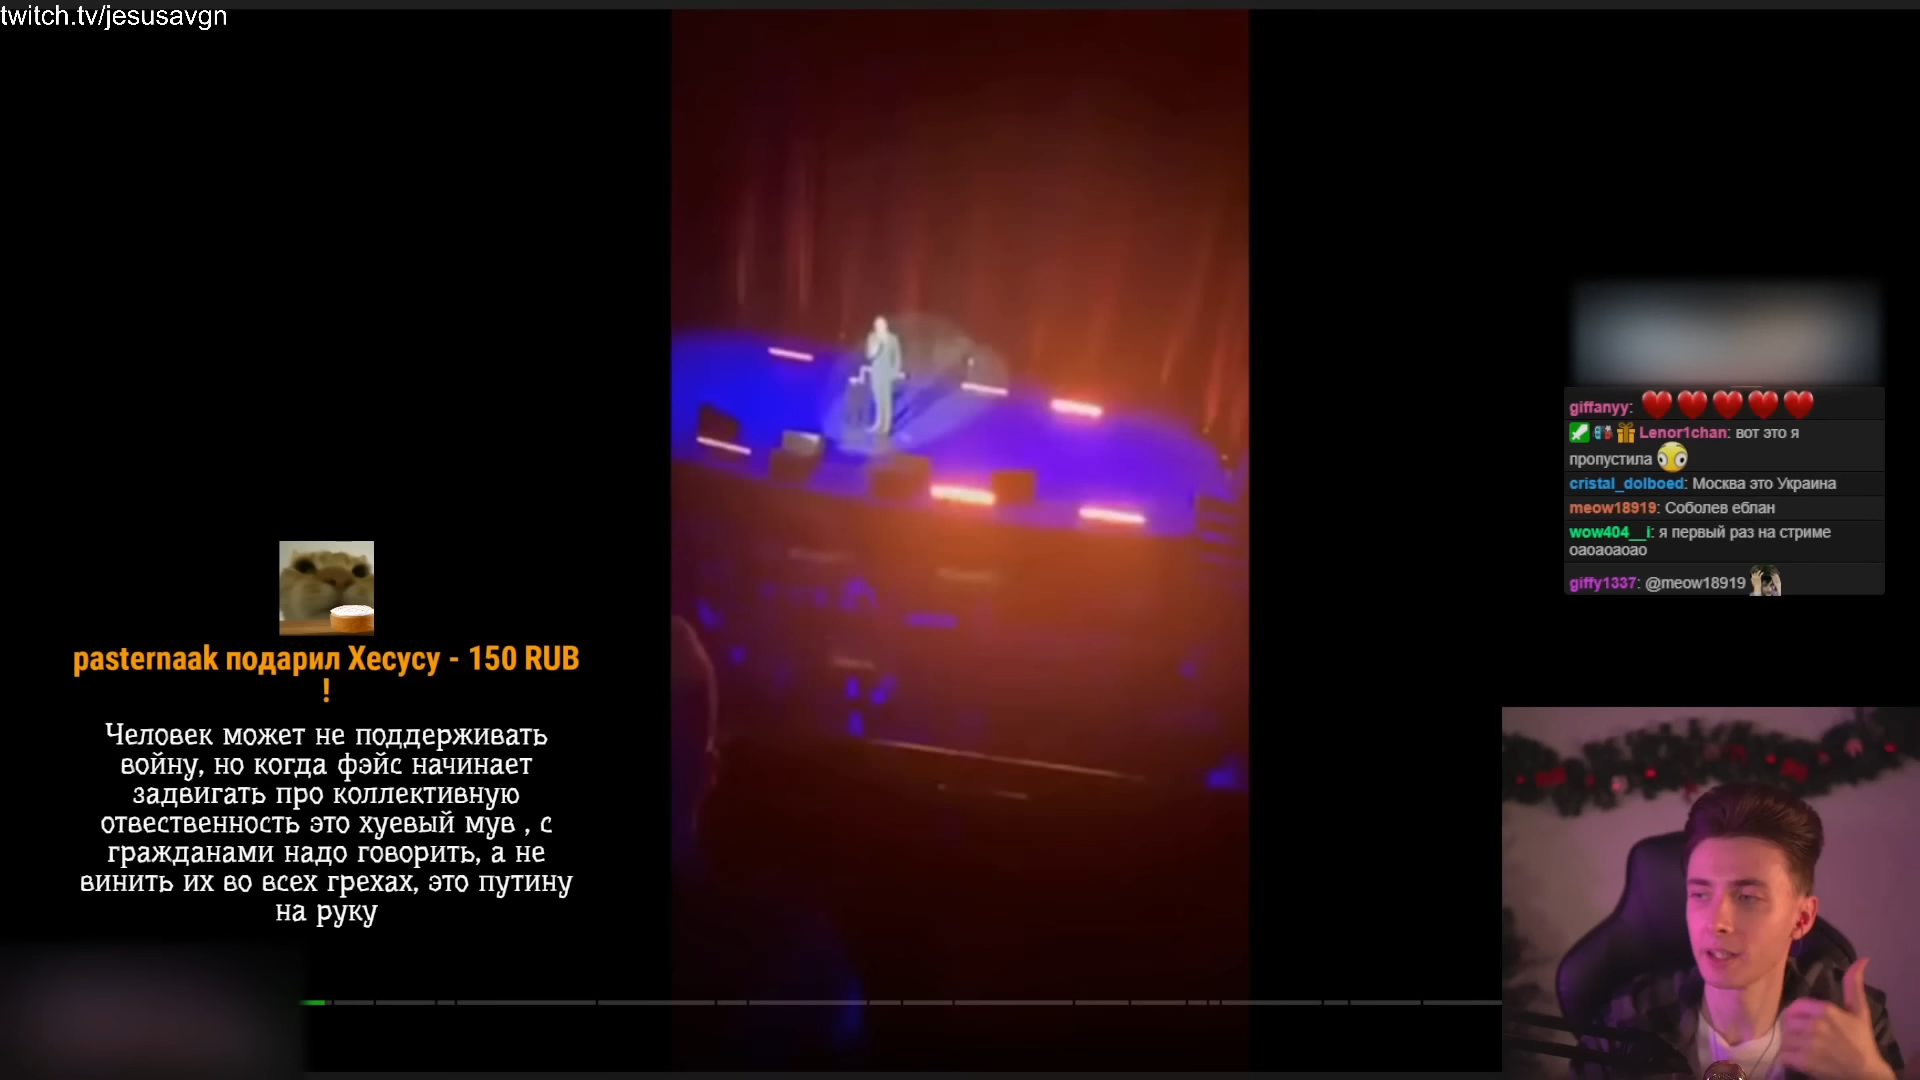 twitch.tv/jesusavgn
giffanyy:
Lenor1chan: вот это я
пропустила
cristal_dolboed: Москва это Украина
meow18919: Соболев еблан
wow404__i: я первый раз на стриме
оаоаоаоао
giffy1337: @meow18919
pasternaak подарил Хесусу - 150 RUB
!
Человек может не поддерживать
войну, но когда фэйс начинает
задвигать про коллективную
отвественность это хуевый мув , с
гражданами надо говорить, а не
винить их во всех грехах, это путину
на руку